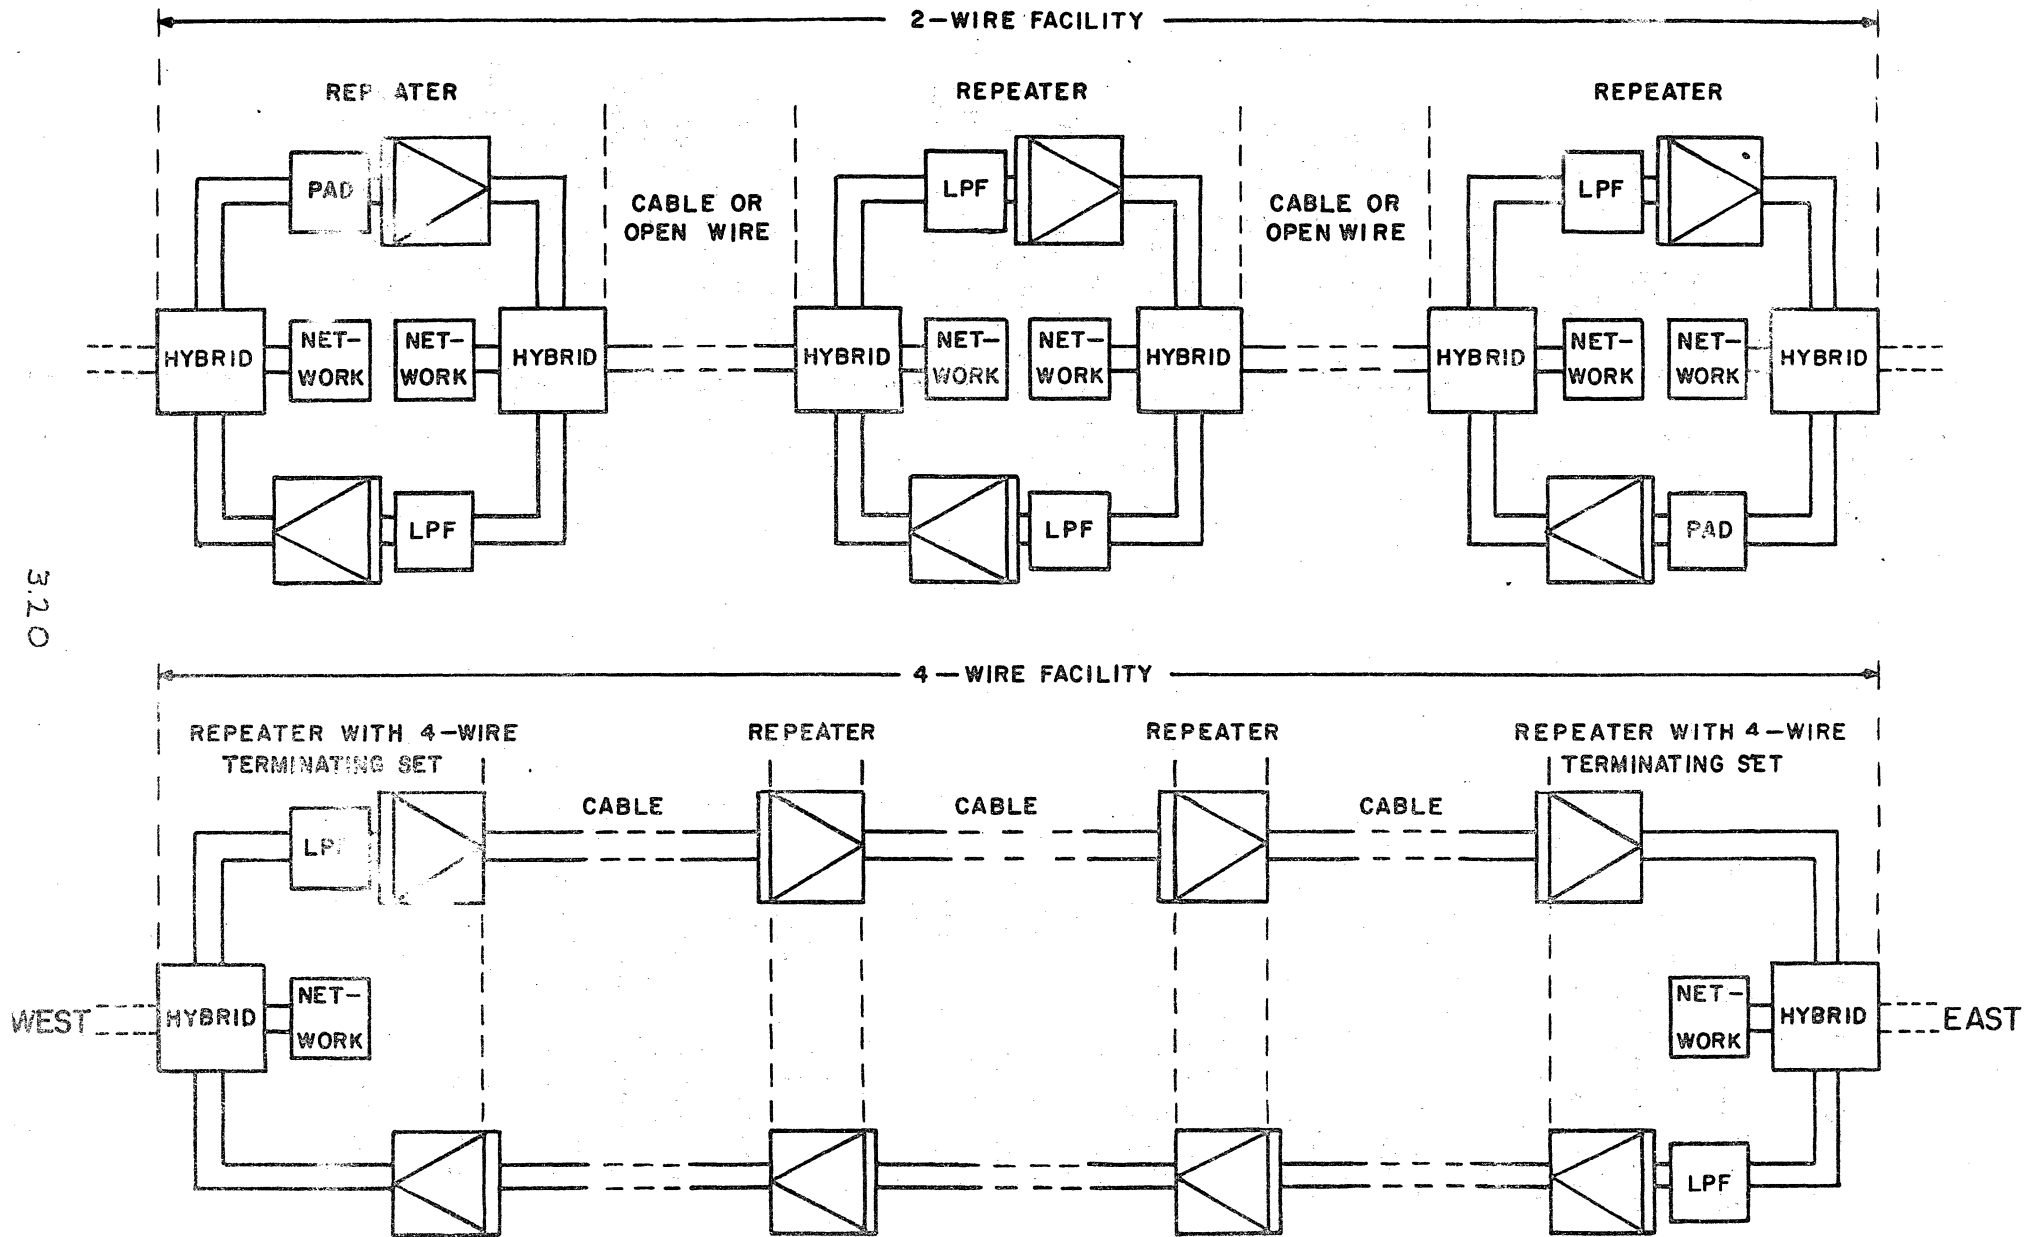 2-WIRE FACILITY
REPEATER REPEATER REPEATER
PAD LPF LPF
CABLE OR
OPEN WIRE
CABLE OR
OPEN WIRE
HYBRID NET-
WORK NET-
WORK HYBRID
HYBRID NET-
WORK NET-
WORK HYBRID
HYBRID NET-
WORK NET-
WORK HYBRID
LPF LPF PAD
3.20
4-WIRE FACILITY
REPEATER WITH 4-WIRE
TERMINATING SET
REPEATER
REPEATER
REPEATER WITH 4-WIRE
TERMINATING SET
CABLE CABLE CABLE
LPF
WEST HYBRID NET-
WORK
NET-
WORK HYBRID EAST
LPF